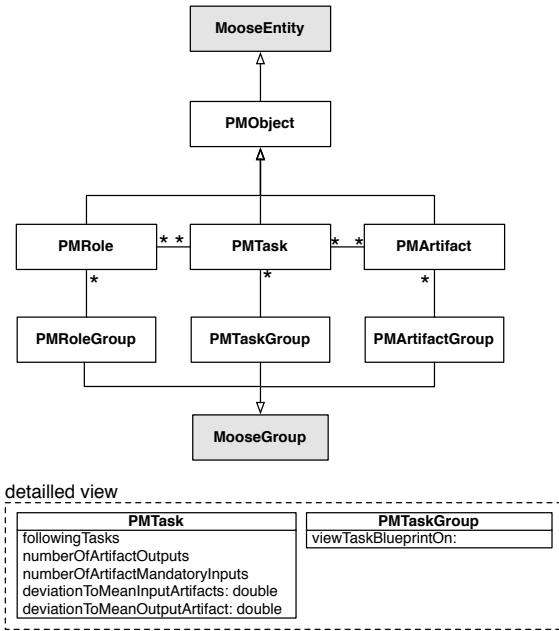 MooseEntity
PMObject
PMRole
* *
PMTask
* *
PMArtifact
*
*
*
PMRoleGroup
PMTaskGroup
PMArtifactGroup
MooseGroup
detailled view
PMTask
followingTasks
numberOfArtifactOutputs
numberOfArtifactMandatoryInputs
deviationToMeanInputArtifacts: double
deviationToMeanOutputArtifact: double
PMTaskGroup
viewTaskBlueprintOn: